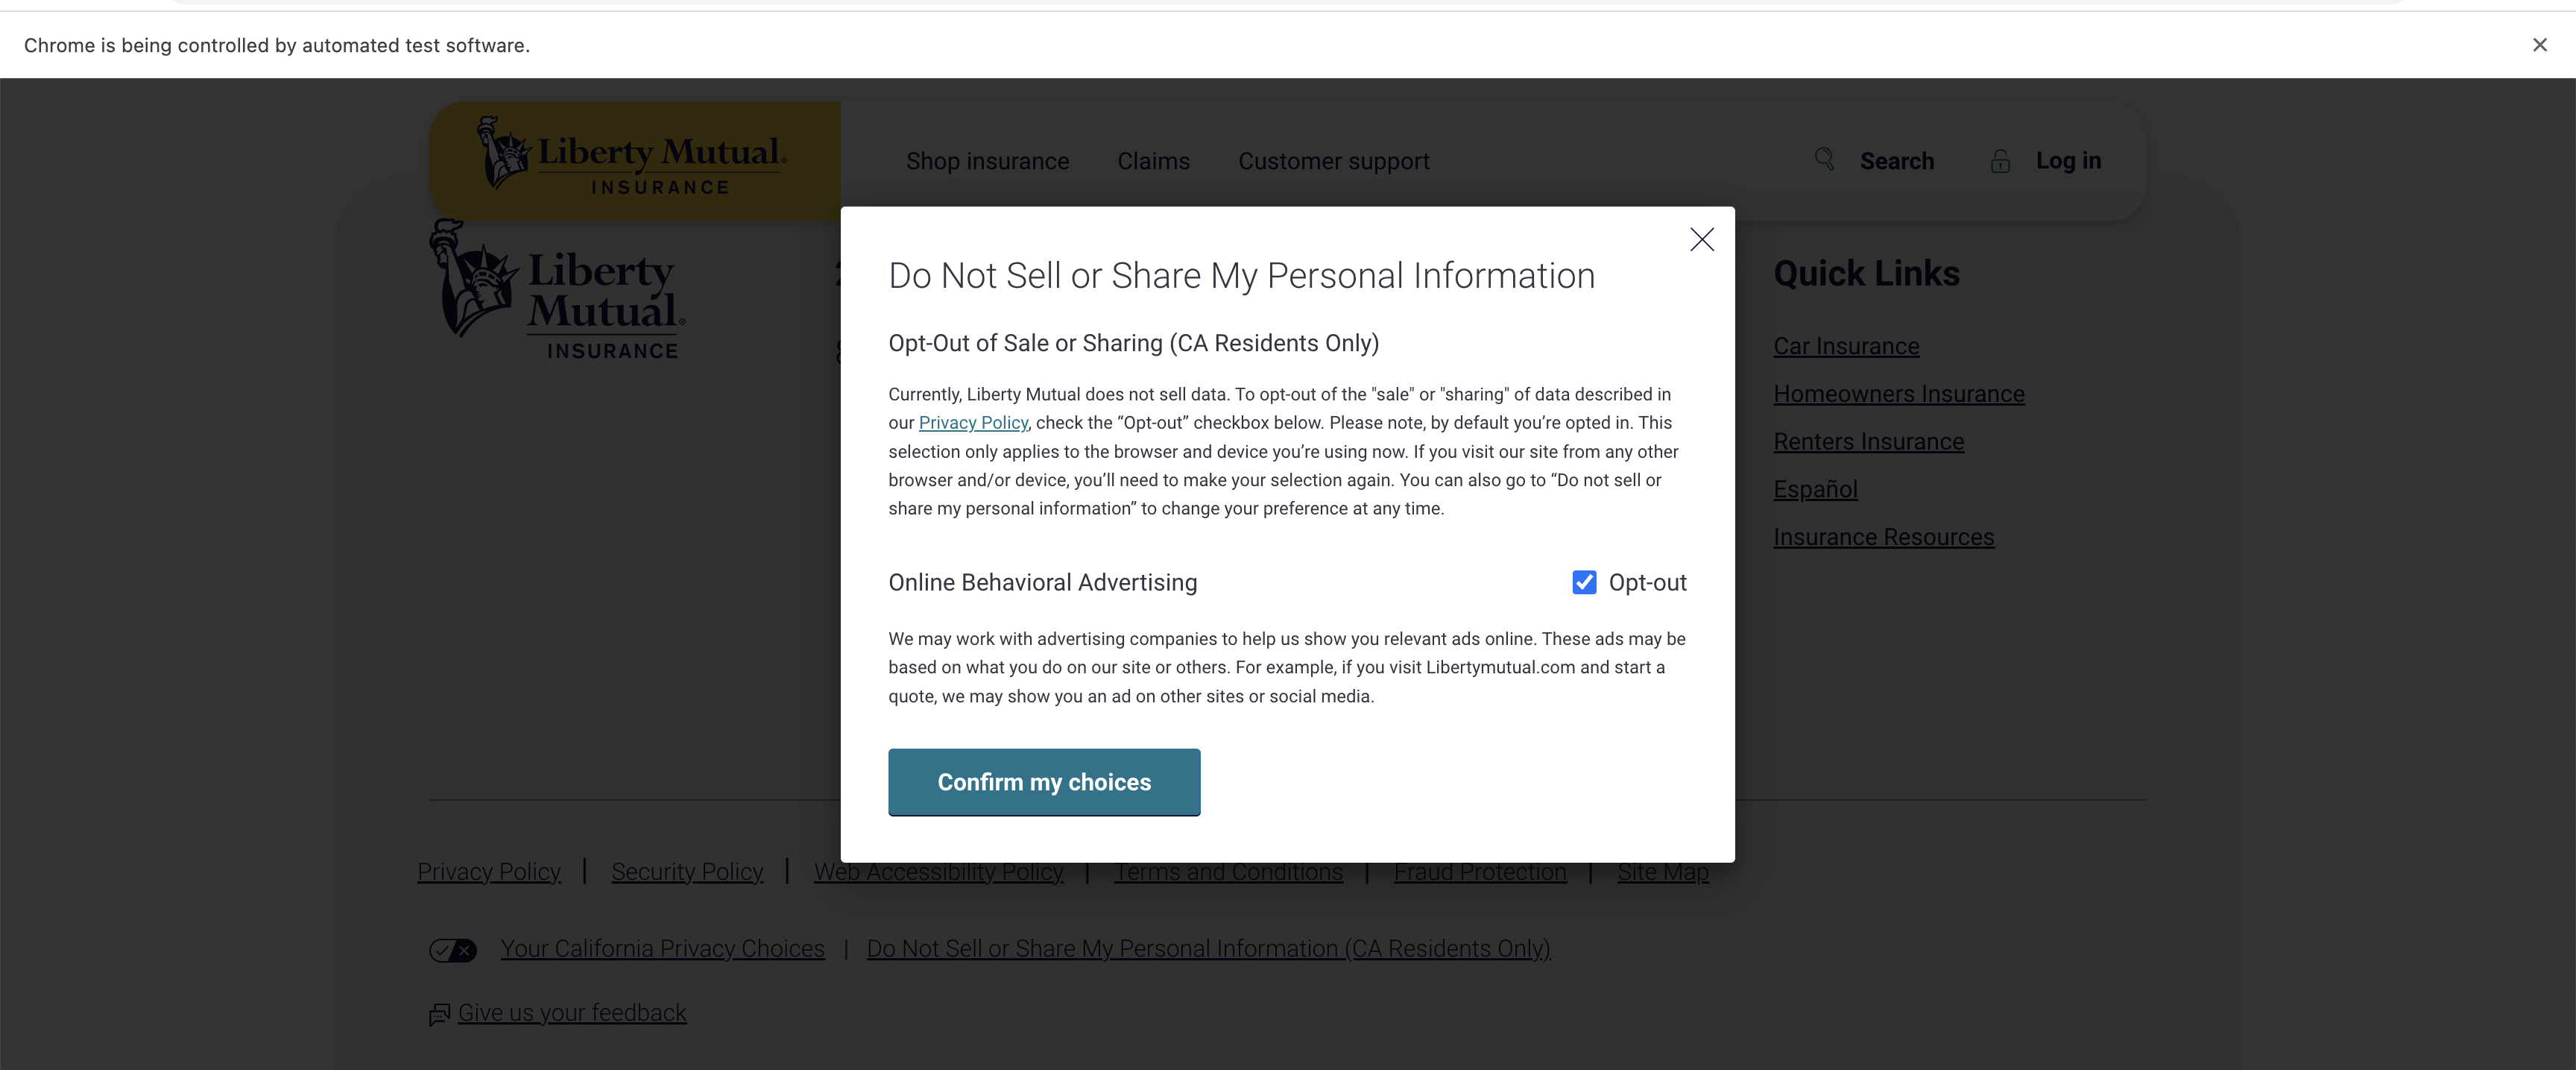 Chrome is being controlled by automated test software.
Liberty Mutual®
INSURANCE
Shop insurance
Claims
Customer support
Search
Log in
Liberty
Mutual®
INSURANCE
Do Not Sell or Share My Personal Information
Opt-Out of Sale or Sharing (CA Residents Only)
Currently, Liberty Mutual does not sell data. To opt-out of the "sale" or "sharing" of data described in
our Privacy Policy, check the “Opt-out” checkbox below. Please note, by default you’re opted in. This
selection only applies to the browser and device you’re using now. If you visit our site from any other
browser and/or device, you’ll need to make your selection again. You can also go to “Do not sell or
share my personal information” to change your preference at any time.
Online Behavioral Advertising
Opt-out
We may work with advertising companies to help us show you relevant ads online. These ads may be
based on what you do on our site or others. For example, if you visit Libertymutual.com and start a
quote, we may show you an ad on other sites or social media.
Confirm my choices
Quick Links
Car Insurance
Homeowners Insurance
Renters Insurance
Español
Insurance Resources
Privacy Policy | Security Policy | Web Accessibility Policy | Terms and Conditions | Fraud Protection | Site Map
Your California Privacy Choices | Do Not Sell or Share My Personal Information (CA Residents Only)
Give us your feedback